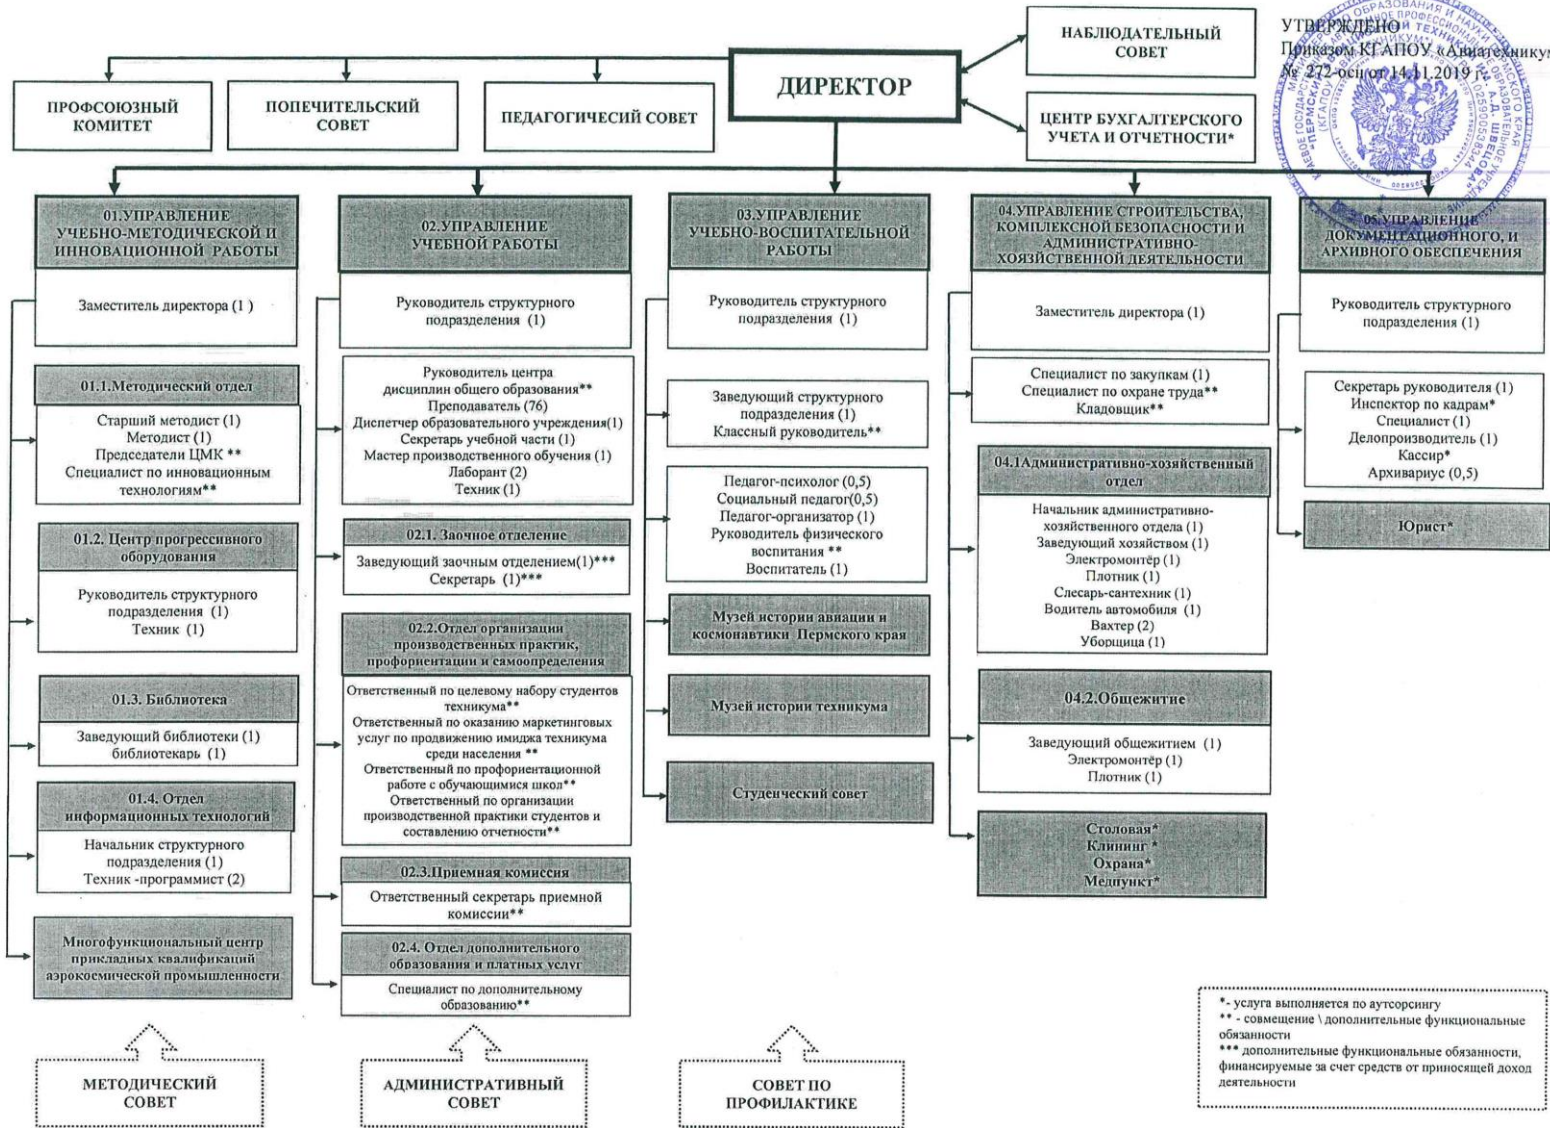 УТВЕРЖДЕНО
Приказом КГАПОУ «Авиатехникум
№ 272-осн от 14.11.2019 г.
НАБЛЮДАТЕЛЬНЫЙ
СОВЕТ
ДИРЕКТОР
ЦЕНТР БУХГАЛТЕРСКОГО
УЧЕТА И ОТЧЕТНОСТИ*
ПРОФСОЮЗНЫЙ
КОМИТЕТ
ПОПЕЧИТЕЛЬСКИЙ
СОВЕТ
ПЕДАГОГИЧЕСИЙ СОВЕТ
01.УПРАВЛЕНИЕ
УЧЕБНО-МЕТОДИЧЕСКОЙ И
ИННОВАЦИОННОЙ РАБОТЫ
Заместитель директора (1 )
01.1.Методический отдел
Старший методист (1)
Методист (1)
Председатели ЦМК **
Специалист по инновационным
технологиям**
01.2. Центр прогрессивного
оборудования
Руководитель структурного
подразделения (1)
Техник (1)
01.3. Библиотека
Заведующий библиотеки (1)
библиотекарь (1)
01.4. Отдел
информационных технологий
Начальник структурного
подразделения (1)
Техник -программист (2)
Многофункциональный центр
прикладных квалификаций
аэрокосмической промышленности
МЕТОДИЧЕСКИЙ
СОВЕТ
02.УПРАВЛЕНИЕ
УЧЕБНОЙ РАБОТЫ
Руководитель структурного
подразделения (1)
Руководитель центра
дисциплин общего образования**
Преподаватель (76)
Диспетчер образовательного учреждения(1)
Секретарь учебной части (1)
Мастер производственного обучения (1)
Лаборант (2)
Техник (1)
02.1. Заочное отделение
Заведующий заочным отделением(1)***
Секретарь (1)***
02.2.Отдел организации
производственных практик,
профориентации и самоопределения
Ответственный по целевому набору студентов
техникума**
Ответственный по оказанию маркетинговых
услуг по продвижению имиджа техникума
среди населения **
Ответственный по профориентационной
работе с обучающимися школ**
Ответственный по организации
производственной практики студентов и
составлению отчетности**
02.3.Приемная комиссия
Ответственный секретарь приемной
комиссии**
02.4. Отдел дополнительного
образования и платных услуг
Специалист по дополнительному
образованию**
АДМИНИСТРАТИВНЫЙ
СОВЕТ
03.УПРАВЛЕНИЕ
УЧЕБНО-ВОСПИТАТЕЛЬНОЙ
РАБОТЫ
Руководитель структурного
подразделения (1)
Заведующий структурного
подразделения (1)
Классный руководитель**
Педагог-психолог (0,5)
Социальный педагог(0,5)
Педагог-организатор (1)
Руководитель физического
воспитания **
Воспитатель (1)
Музей истории авиации и
космонавтики Пермского края
Музей истории техникума
Студенческий совет
СОВЕТ ПО
ПРОФИЛАКТИКЕ
04.УПРАВЛЕНИЕ СТРОИТЕЛЬСТВА,
КОМПЛЕКСНОЙ БЕЗОПАСНОСТИ И
АДМИНИСТРАТИВНО-
ХОЯЗЙСТВЕННОЙ ДЕЯТЕЛЬНОСТИ
Заместитель директора (1)
Специалист по закупкам (1)
Специалист по охране труда**
Кладовщик**
04.1Административно-хозяйственный
отдел
Начальник административно-
хозяйственного отдела (1)
Заведующий хозяйством (1)
Электромонтёр (1)
Плотник (1)
Слесарь-сантехник (1)
Водитель автомобиля (1)
Вахтер (2)
Уборщица (1)
04.2.Общежитие
Заведующий общежитием (1)
Электромонтёр (1)
Плотник (1)
Столовая*
Клининг *
Охрана*
Медпункт*
05.УПРАВЛЕНИЕ
ДОКУМЕНТАЦИОННОГО, И
АРХИВНОГО ОБЕСПЕЧЕНИЯ
Руководитель структурного
подразделения (1)
Секретарь руководителя (1)
Инспектор по кадрам*
Специалист (1)
Делопроизводитель (1)
Кассир*
Архивариус (0,5)
Юрист*
*- услуга выполняется по аутсорсингу
** - совмещение \ дополнительные функциональные
обязанности
*** дополнительные функциональные обязанности,
финансируемые за счет средств от приносящей доход
деятельности